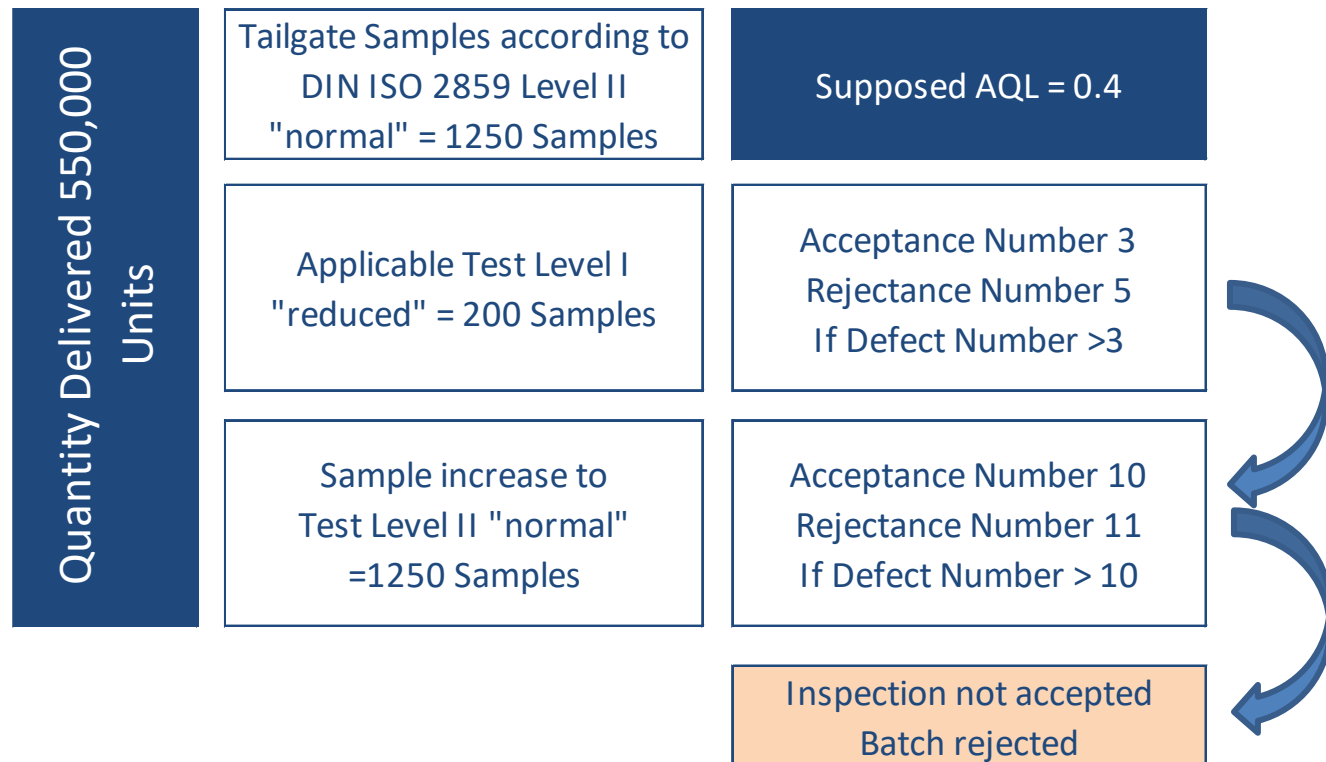 Quantity Delivered 550,000
Units
Tailgate Samples according to
DIN ISO 2859 Level II
"normal" = 1250 Samples
Supposed AQL = 0.4
Applicable Test Level I
"reduced" = 200 Samples
Acceptance Number 3
Rejectance Number 5
If Defect Number >3
Sample increase to
Test Level II "normal"
=1250 Samples
Acceptance Number 10
Rejectance Number 11
If Defect Number > 10
Inspection not accepted
Batch rejected